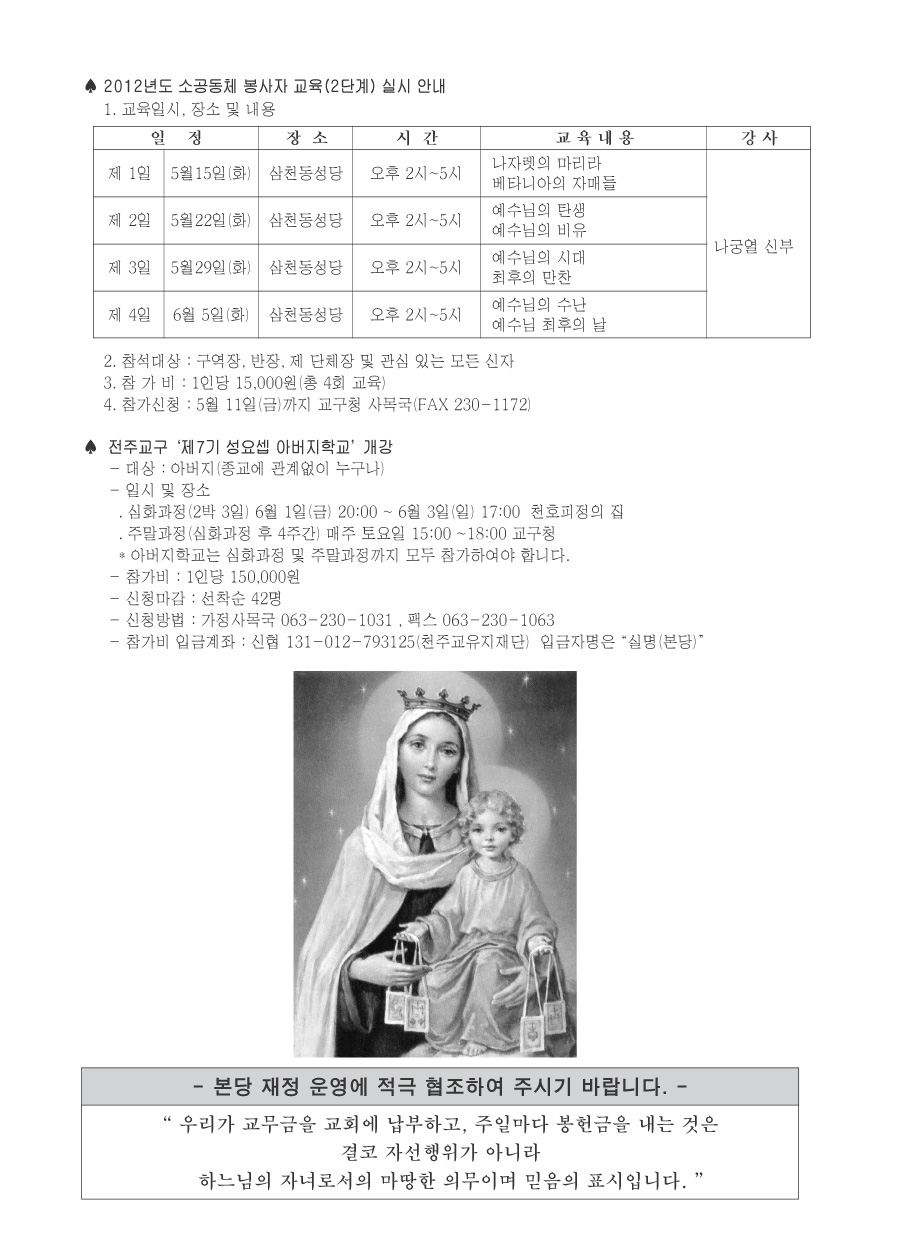 ♠ 2012년도 소공동체 봉사자 교육(2단계) 실시 안내
1. 교육일시, 장소 및 내용
일 정 장 소 시 간 교 육 내 용 강 사
제 1일 5월15일(화) 삼천동성당 오후 2시~5시 나자렛의 마리라
베타니아의 자매들
제 2일 5월22일(화) 삼천동성당 오후 2시~5시 예수님의 탄생
예수님의 비유
나궁열 신부
제 3일 5월29일(화) 삼천동성당 오후 2시~5시 예수님의 시대
최후의 만찬
제 4일 6월 5일(화) 삼천동성당 오후 2시~5시 예수님의 수난
예수님 최후의 날
2. 참석대상 : 구역장, 반장, 제 단체장 및 관심 있는 모든 신자
3. 참 가 비 : 1인당 15,000원(총 4회 교육)
4. 참가신청 : 5월 11일(금)까지 교구청 사목국(FAX 230-1172)
♠ 전주교구 ‘제7기 성요셉 아버지학교’ 개강
- 대상 : 아버지(종교에 관계없이 누구나)
- 일시 및 장소
. 심화과정(2박 3일) 6월 1일(금) 20:00 ~ 6월 3일(일) 17:00 천호피정의 집
. 주말과정(심화과정 후 4주간) 매주 토요일 15:00 ~18:00 교구청
* 아버지학교는 심화과정 및 주말과정까지 모두 참가하여야 합니다.
- 참가비 : 1인당 150,000원
- 신청마감 : 선착순 42명
- 신청방법 : 가정사목국 063-230-1031 , 팩스 063-230-1063
- 참가비 입금계좌 : 신협 131-012-793125(천주교유지재단) 입금자명은 “실명(본당)”
- 본당 재정 운영에 적극 협조하여 주시기 바랍니다. -
“ 우리가 교무금을 교회에 납부하고, 주일마다 봉헌금을 내는 것은
결코 자선행위가 아니라
하느님의 자녀로서의 마땅한 의무이며 믿음의 표시입니다. ”